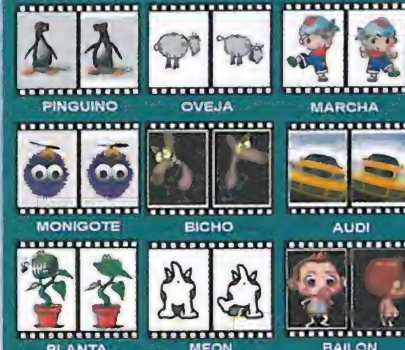 PINGUINO OVEJA MARCHA
MONIGOTE BICHO AUDI
PLANTA MEON BAILON